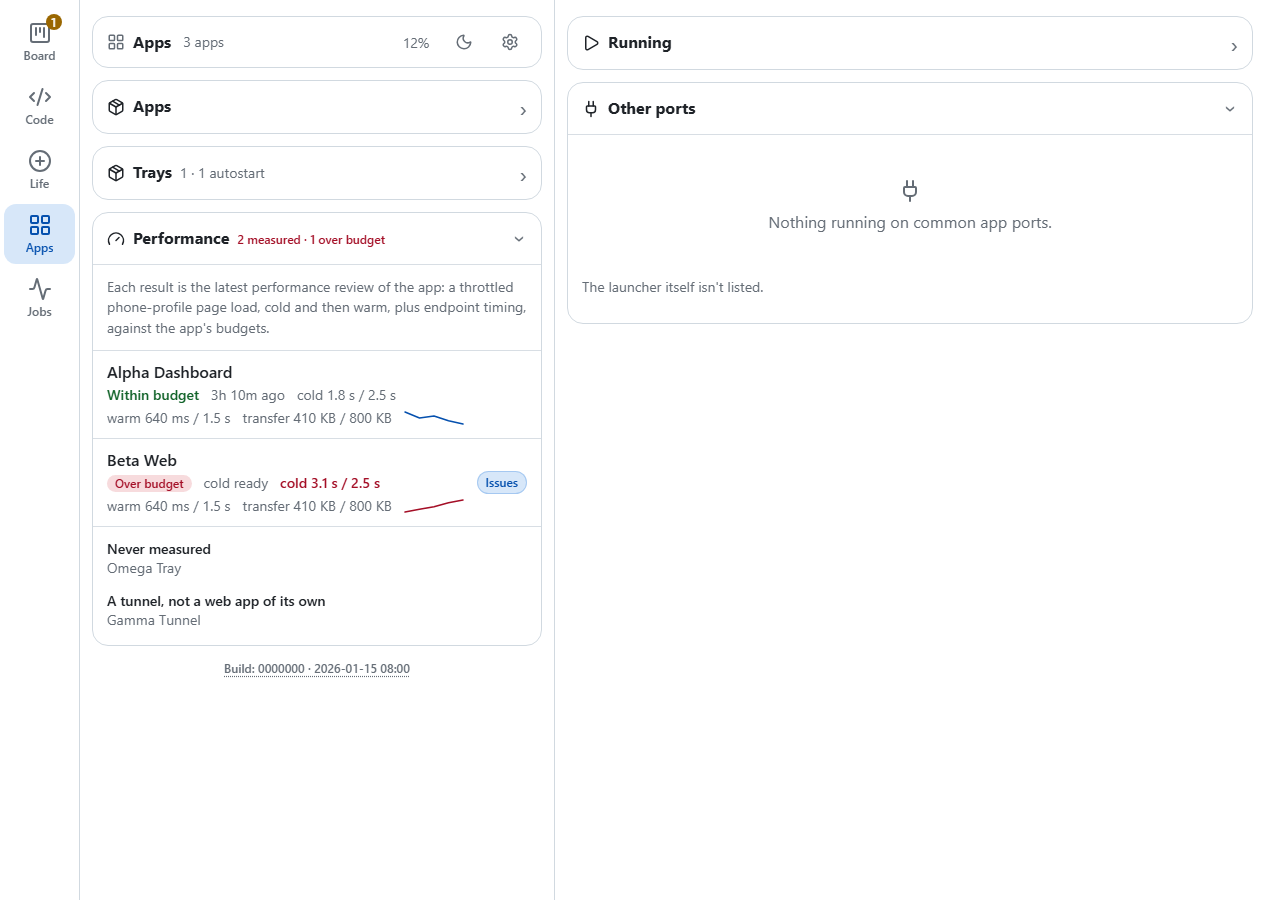 1
Board
Code
Life
Apps
Jobs
Apps 3 apps 12%
Apps
Trays 1 · 1 autostart
Performance 2 measured · 1 over budget
Each result is the latest performance review of the app: a throttled
phone-profile page load, cold and then warm, plus endpoint timing,
against the app's budgets.
Alpha Dashboard
Within budget 3h 10m ago cold 1.8 s / 2.5 s
warm 640 ms / 1.5 s transfer 410 KB / 800 KB
Beta Web
Over budget cold ready cold 3.1 s / 2.5 s
Issues
warm 640 ms / 1.5 s transfer 410 KB / 800 KB
Never measured
Omega Tray
A tunnel, not a web app of its own
Gamma Tunnel
Build: 0000000 · 2026-01-15 08:00
Running
Other ports
Nothing running on common app ports.
The launcher itself isn't listed.